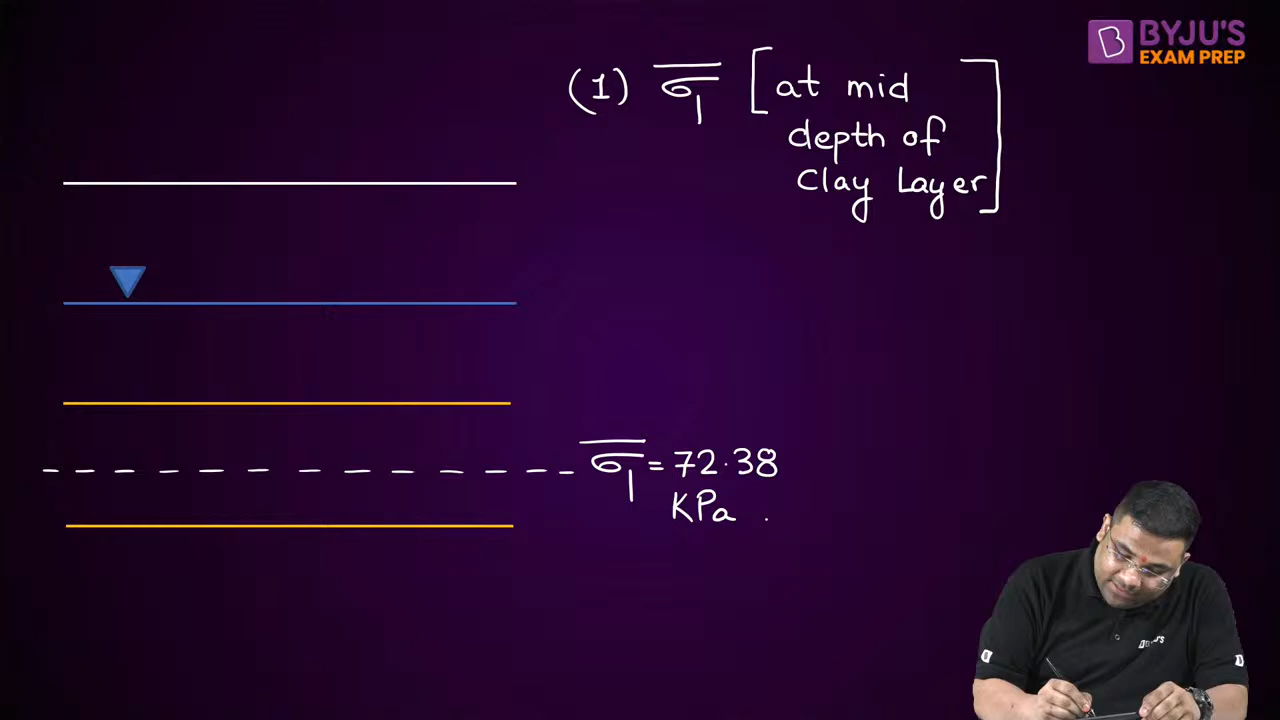 BYJU'S
EXAM PREP
(1) σ̅₁ [at mid
depth of
Clay Layer]
σ̅₁ = 72.38
KPa